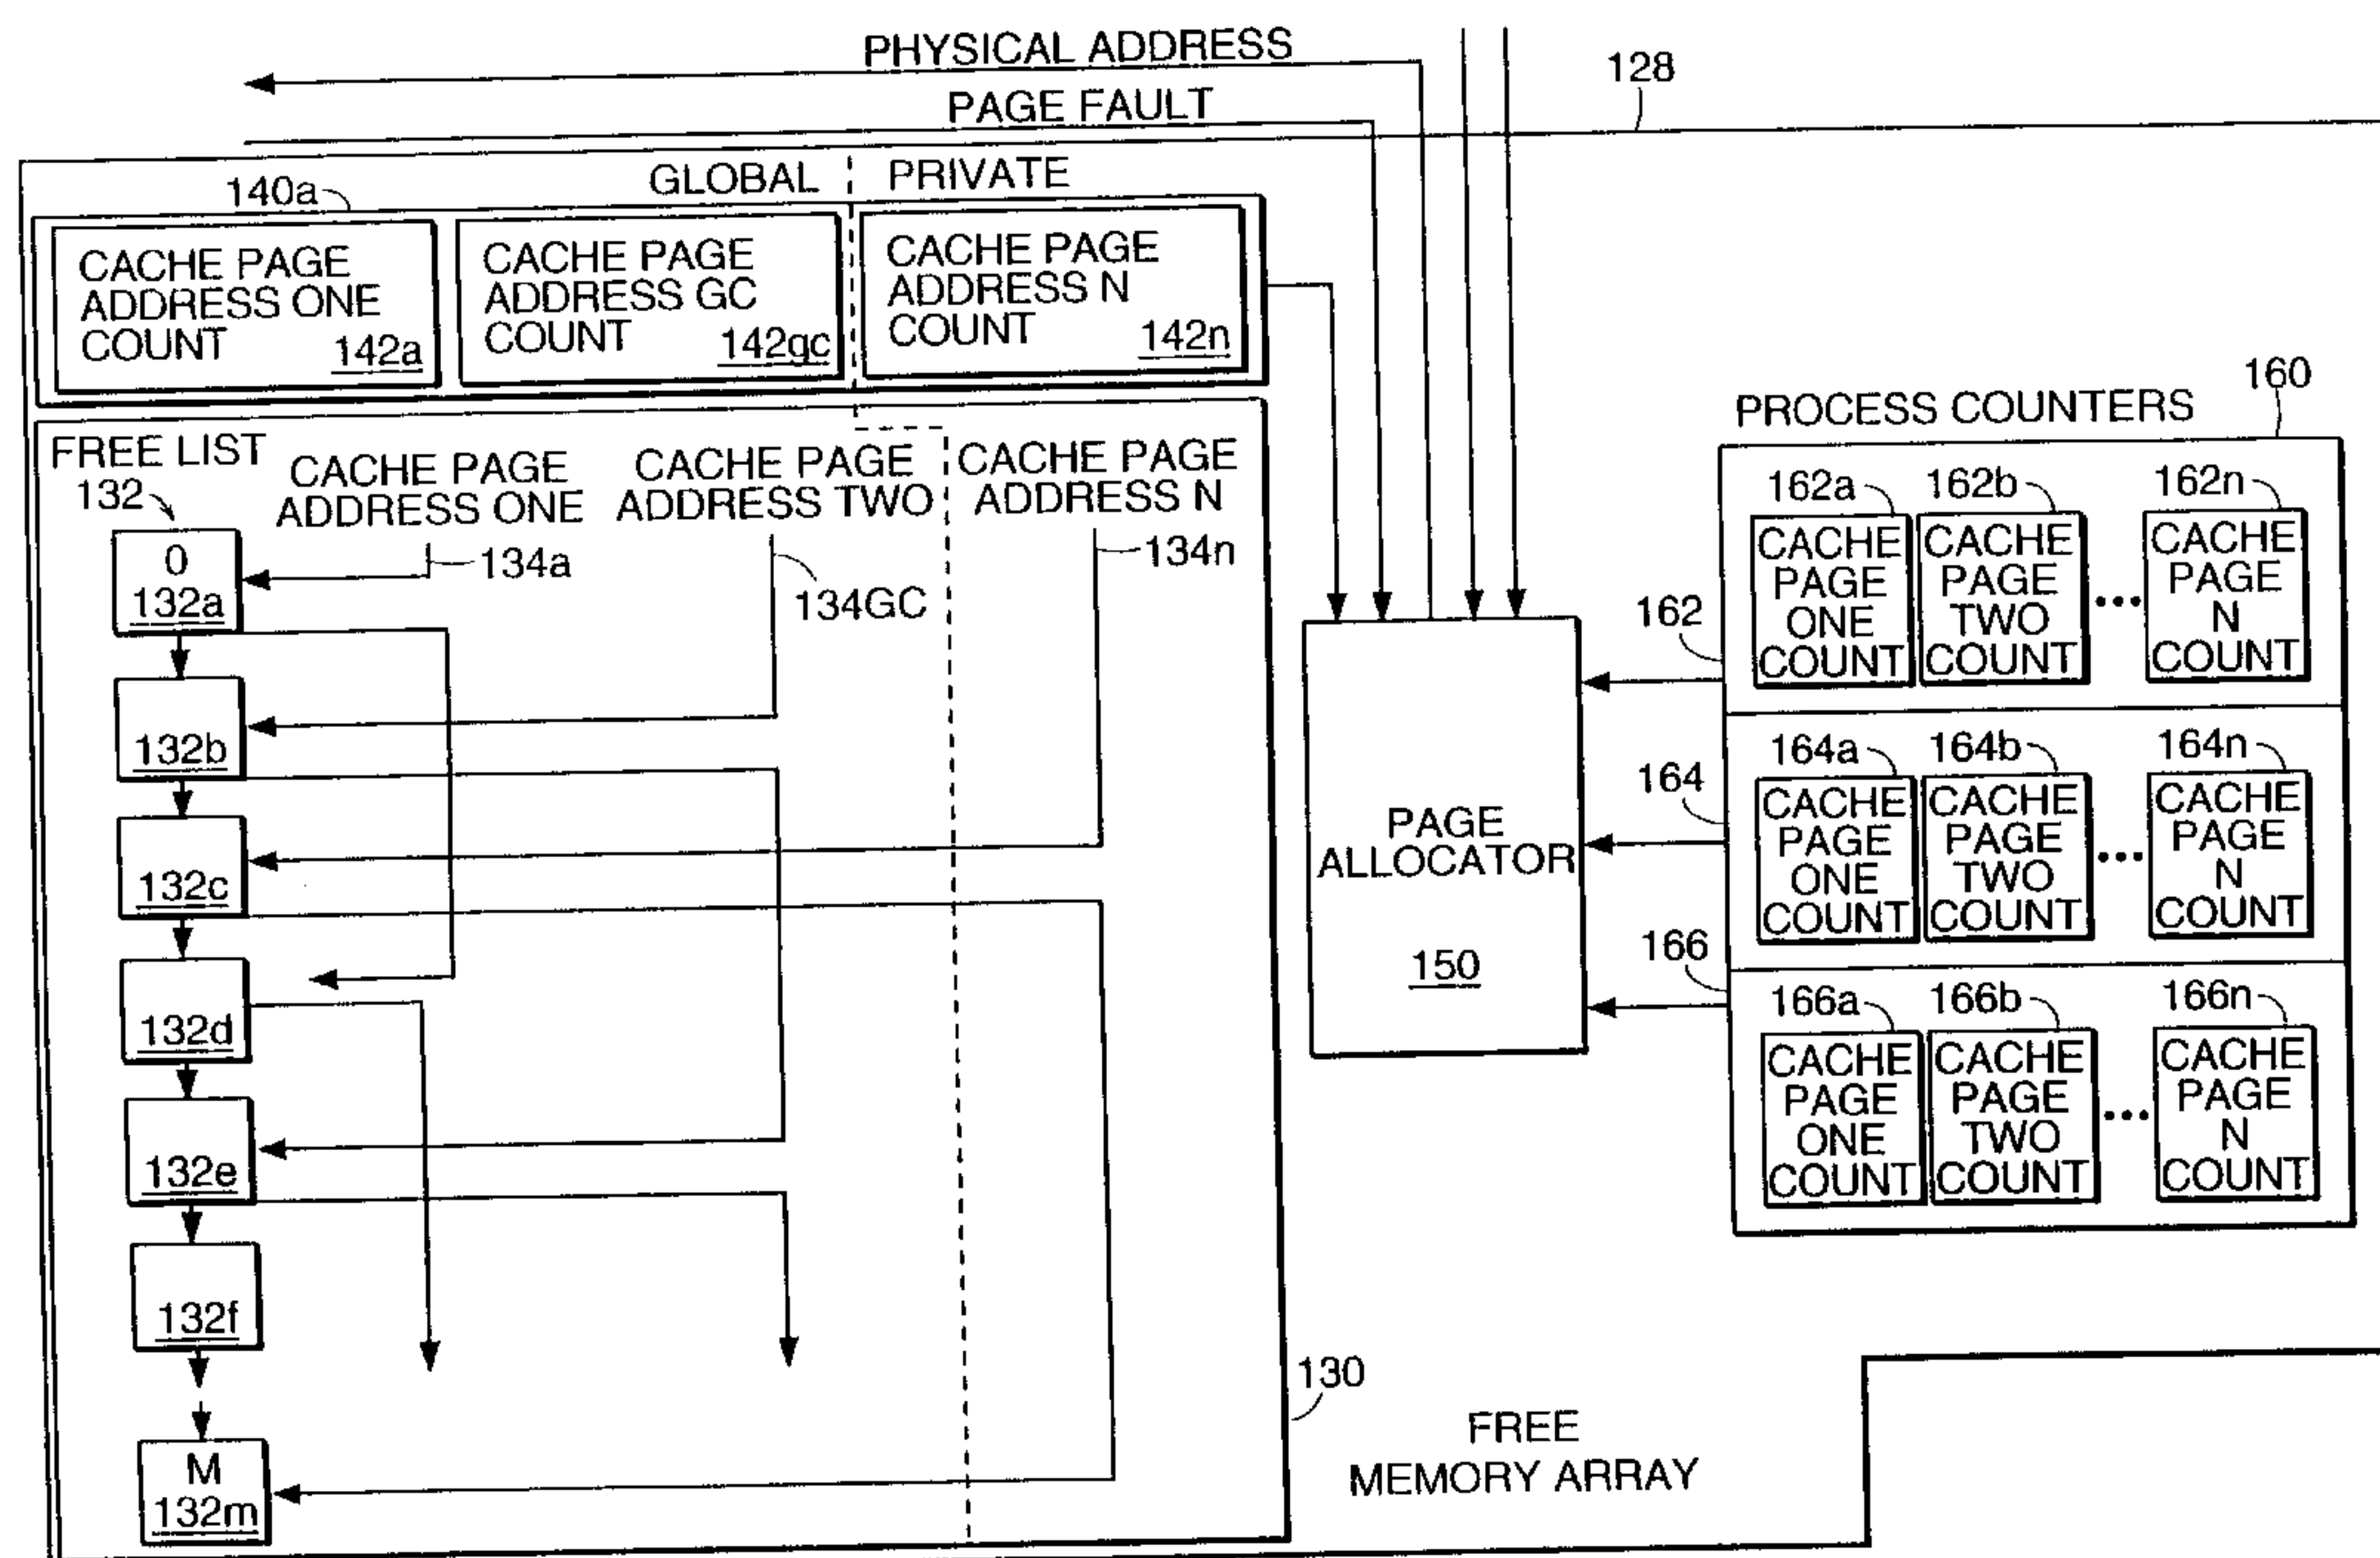 PHYSICAL ADDRESS
128
PAGE FAULT
GLOBAL
PRIVATE
140a
CACHE PAGE
ADDRESS ONE
COUNT
142a
CACHE PAGE
ADDRESS GC
COUNT
142gc
CACHE PAGE
ADDRESS N
COUNT
142n
FREE LIST
132
CACHE PAGE
ADDRESS ONE
CACHE PAGE
ADDRESS TWO
CACHE PAGE
ADDRESS N
134a
134GC
134n
0
132a
132b
132c
132d
132e
132f
M
132m
130
PAGE
ALLOCATOR
150
PROCESS COUNTERS
160
162
162a
CACHE
PAGE
ONE
COUNT
162b
CACHE
PAGE
TWO
COUNT
...
162n
CACHE
PAGE
N
COUNT
164
164a
CACHE
PAGE
ONE
COUNT
164b
CACHE
PAGE
TWO
COUNT
...
164n
CACHE
PAGE
N
COUNT
166
166a
CACHE
PAGE
ONE
COUNT
166b
CACHE
PAGE
TWO
COUNT
...
166n
CACHE
PAGE
N
COUNT
FREE
MEMORY ARRAY